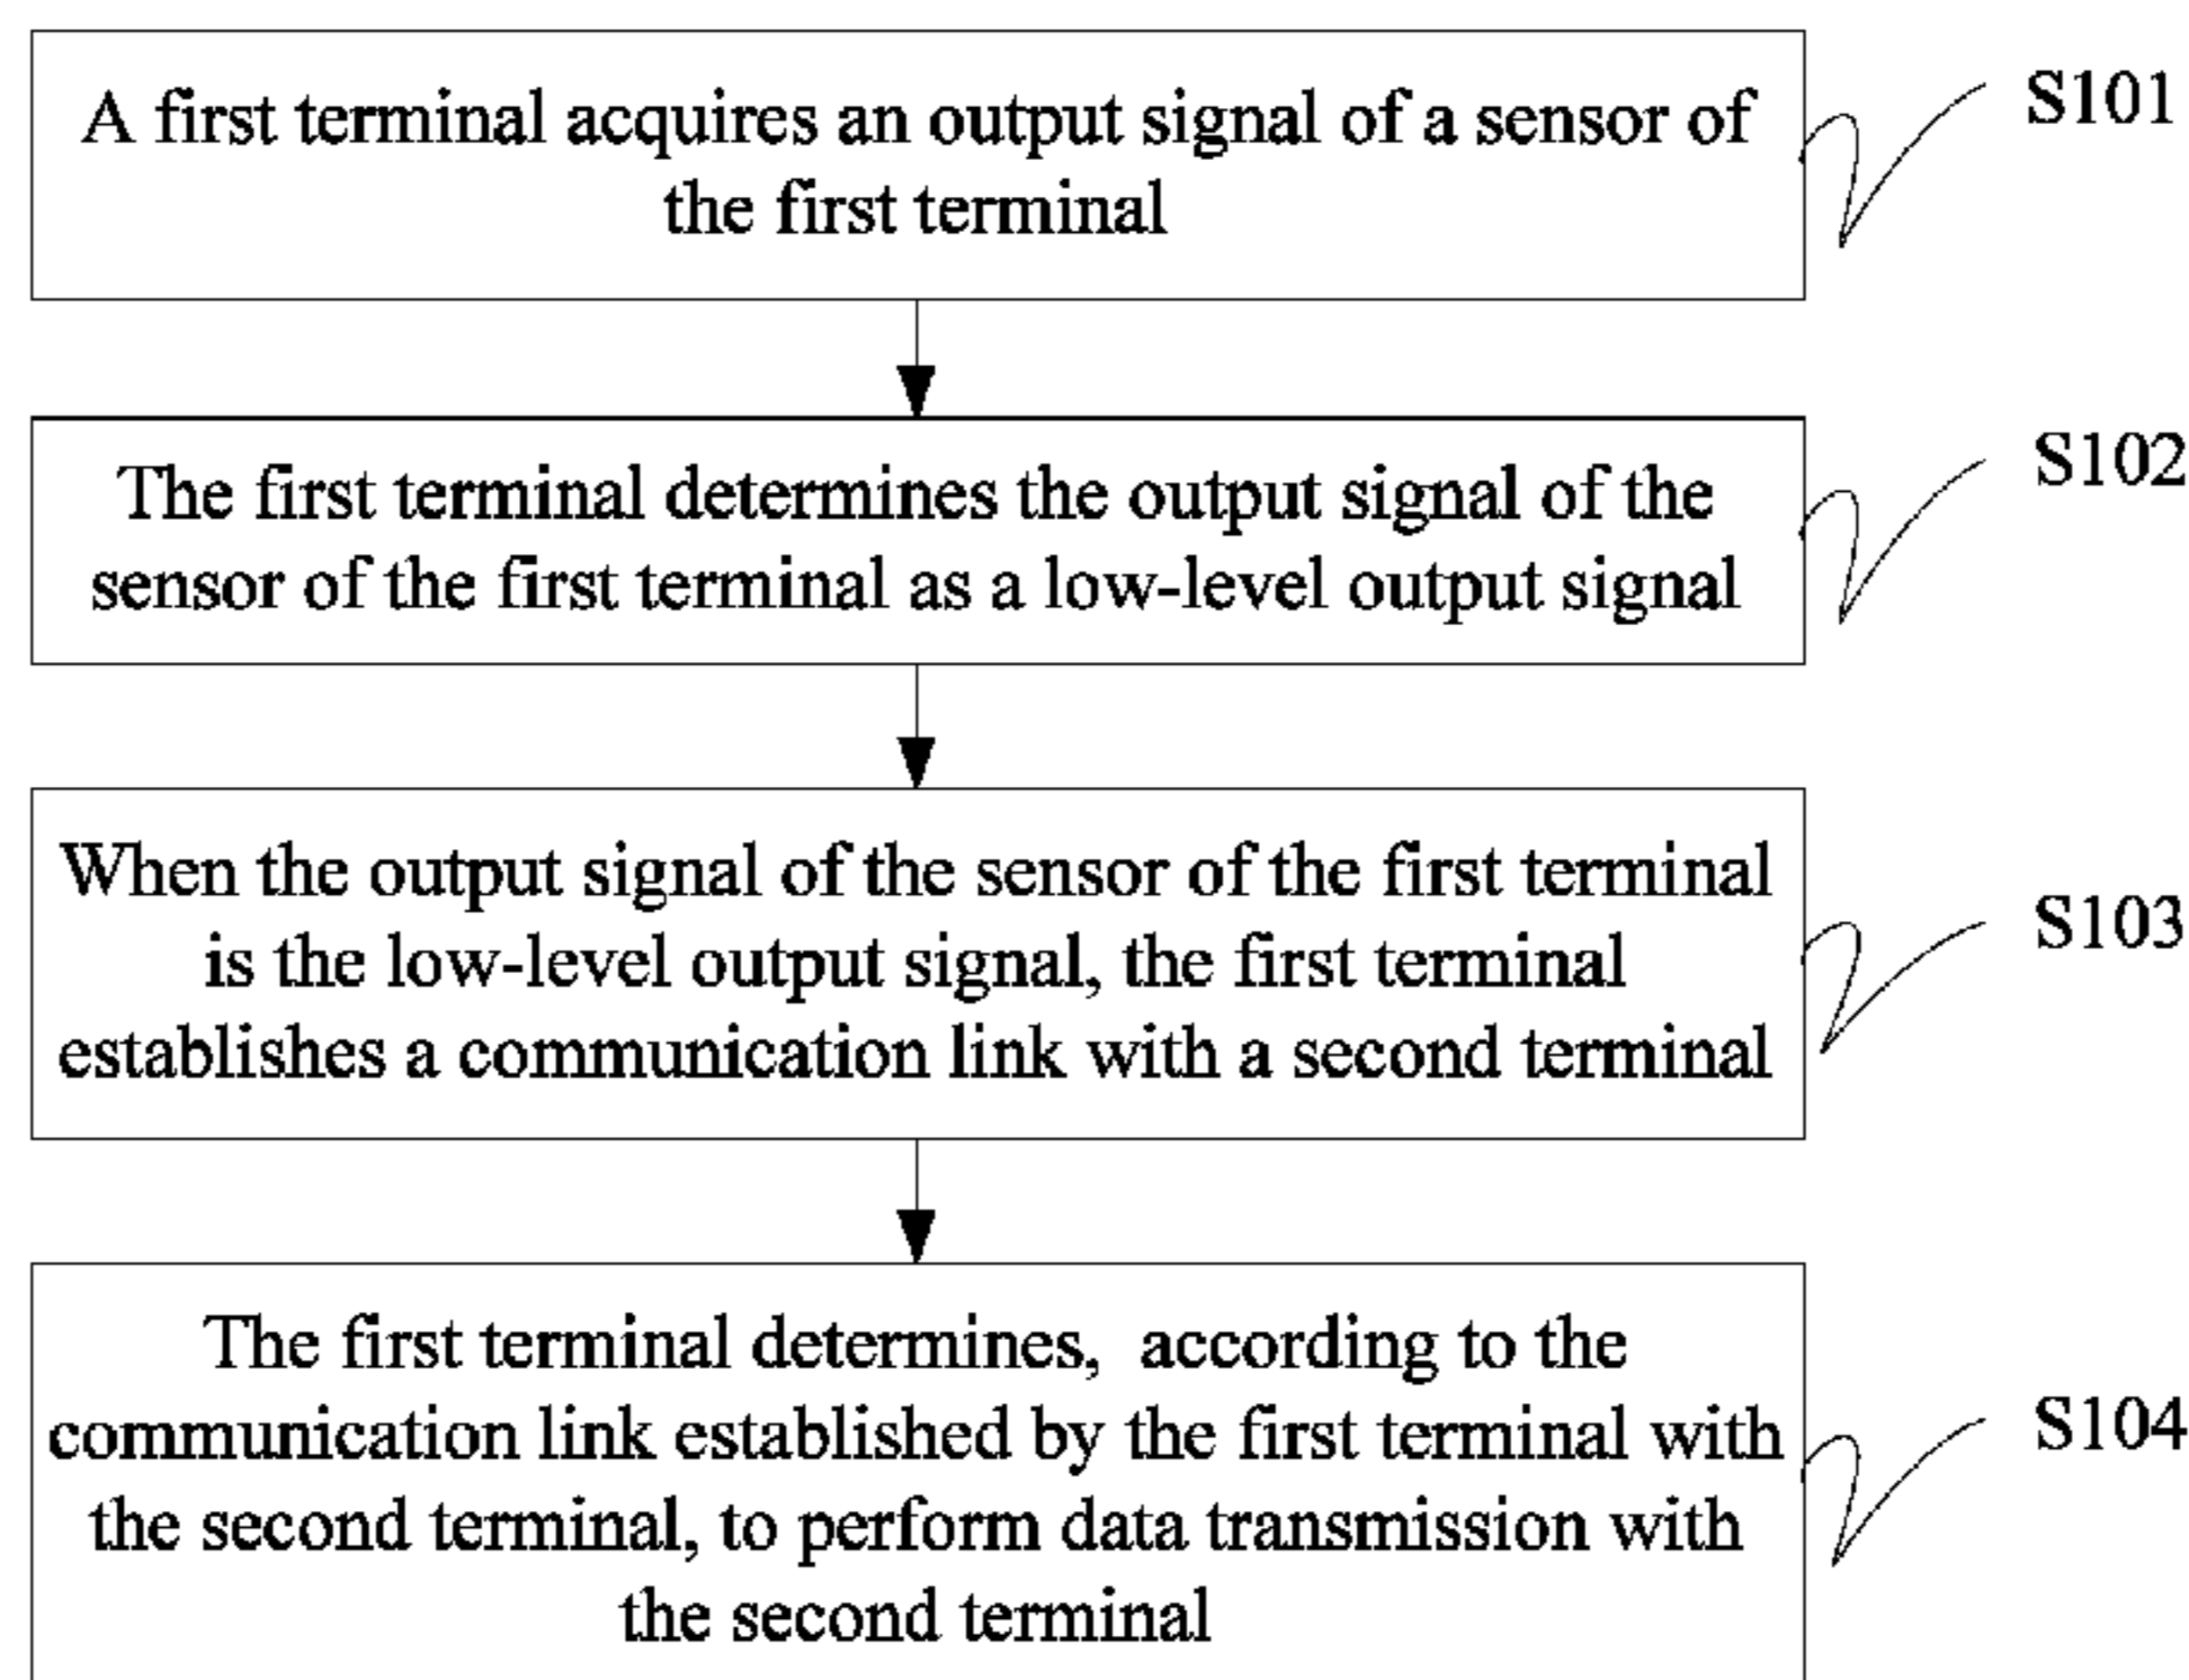 A first terminal acquires an output signal of a sensor of
the first terminal
S101
The first terminal determines the output signal of the
sensor of the first terminal as a low-level output signal
S102
When the output signal of the sensor of the first terminal
is the low-level output signal, the first terminal
establishes a communication link with a second terminal
S103
The first terminal determines, according to the
communication link established by the first terminal with
the second terminal, to perform data transmission with
the second terminal
S104